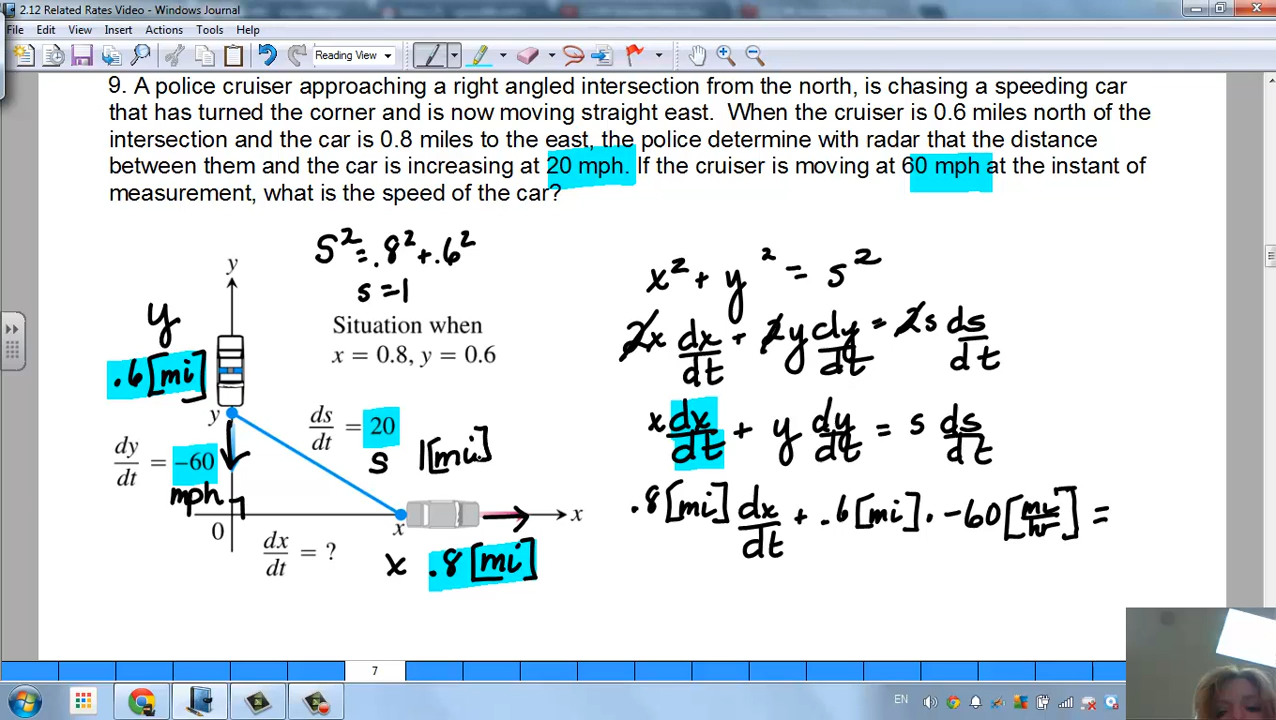 2.12 Related Rates Video - Windows Journal
File Edit View Insert Actions Tools Help
Reading View
9. A police cruiser approaching a right angled intersection from the north, is chasing a speeding car
that has turned the corner and is now moving straight east. When the cruiser is 0.6 miles north of the
intersection and the car is 0.8 miles to the east, the police determine with radar that the distance
between them and the car is increasing at 20 mph. If the cruiser is moving at 60 mph at the instant of
measurement, what is the speed of the car?
S² = .8² + .6²
s = 1
Situation when
x = 0.8, y = 0.6
y
y
.6 [mi]
y
ds/dt = 20
s 1[mi]
dy/dt = -60
mph
0
x
x
dx/dt = ?
x .8 [mi]
x² + y² = s²
2x dx/dt + 2y dy/dt = 2s ds/dt
x dx/dt + y dy/dt = s ds/dt
.8 [mi] dx/dt + .6 [mi] · -60 [mi/hr] =
7
EN